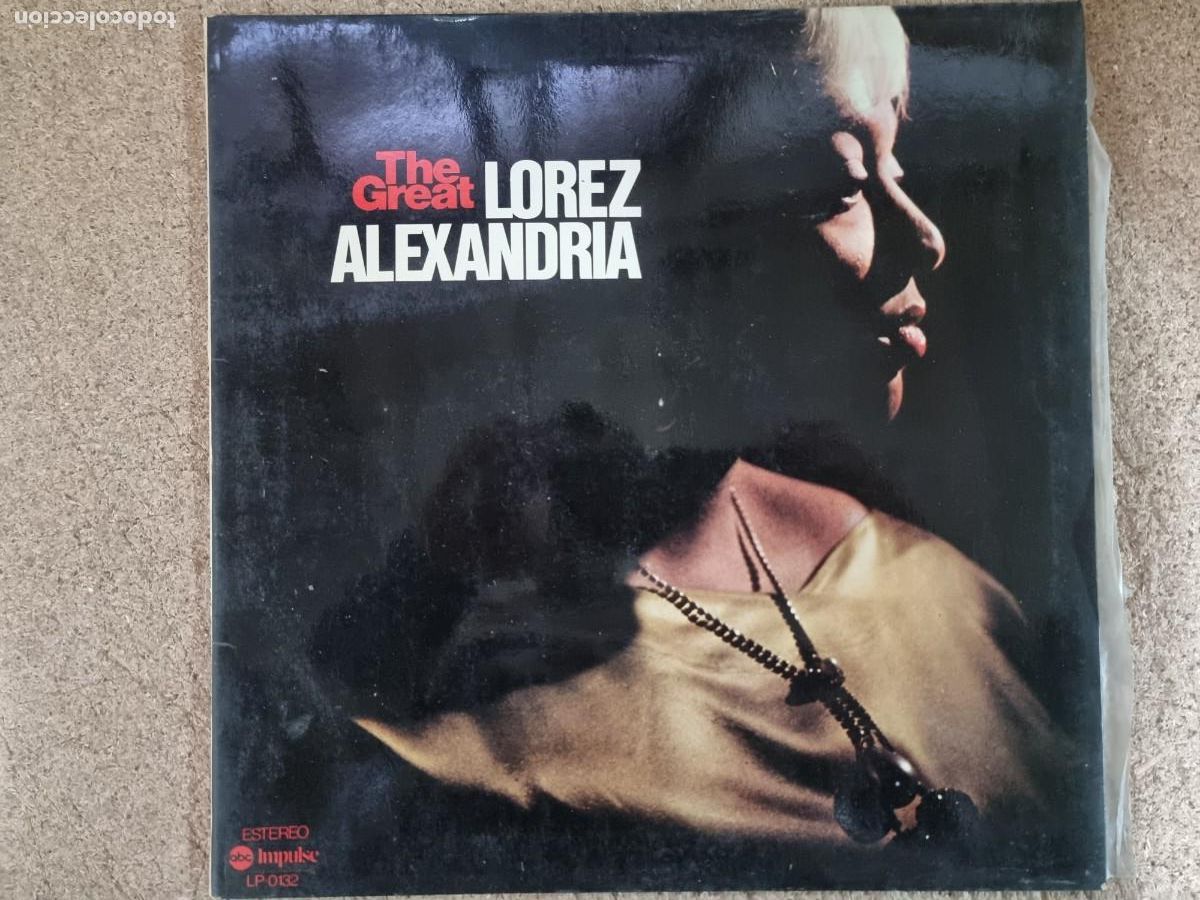 todocoleccion
The
Great LOREZ
ALEXANDRIA
ESTEREO
abc Impulse
LP-0132